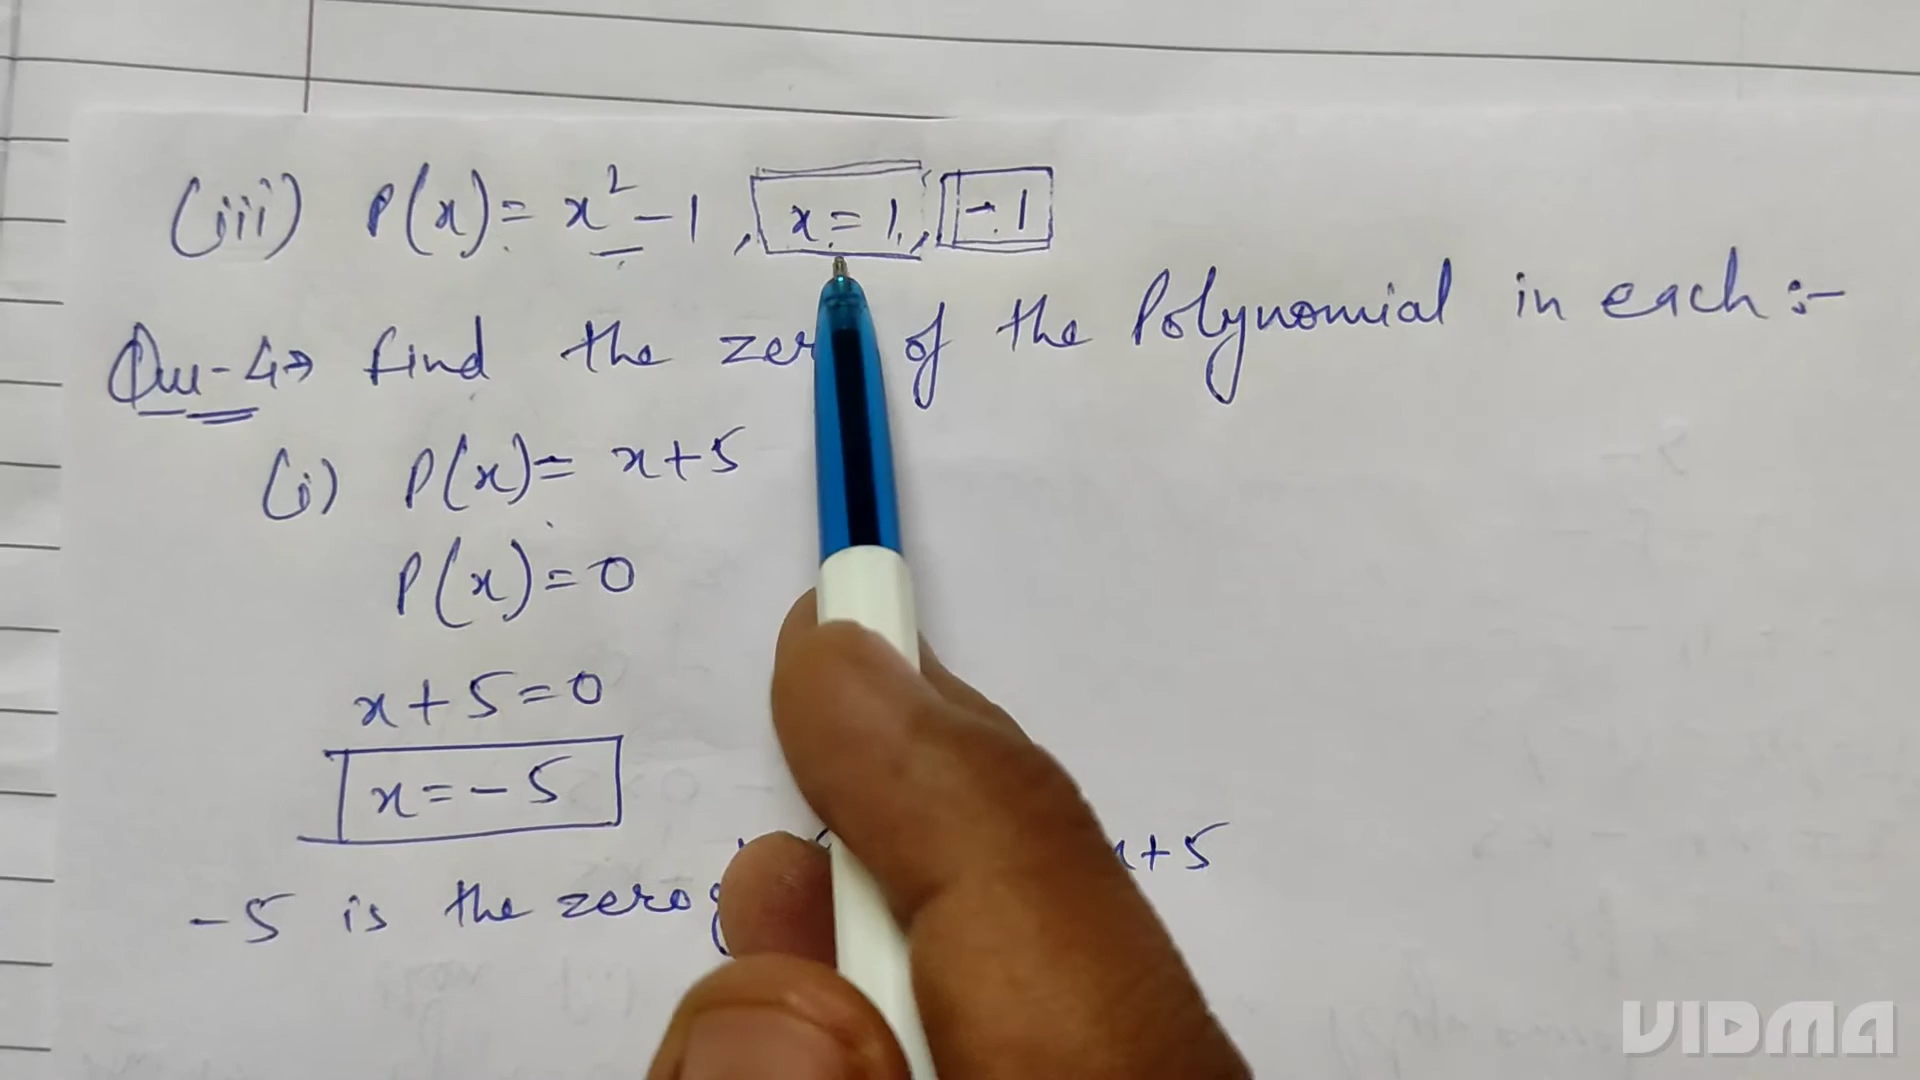 (iii) P(x) = x² - 1, x = 1, -1
Qu-4→ find the of the Polynomial in each :-
(i) P(x) = x + 5
P(x) = 0
x + 5 = 0
x = - 5
x + 5
-5 is the zero
VIDMA